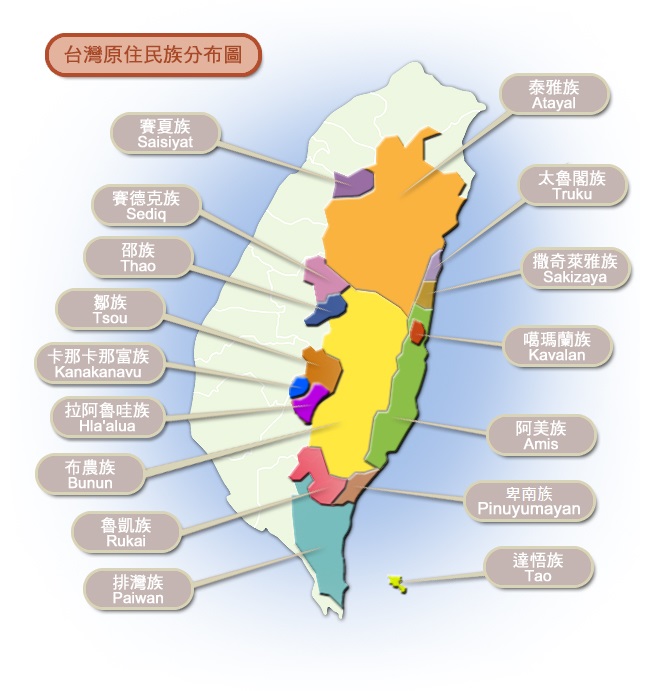 台灣原住民族分布圖
泰雅族
Atayal
賽夏族
Saisiyat
太魯閣族
Truku
賽德克族
Sediq
邵族
Thao
撒奇萊雅族
Sakizaya
鄒族
Tsou
噶瑪蘭族
Kavalan
卡那卡那富族
Kanakanavu
拉阿魯哇族
Hla'alua
阿美族
Amis
布農族
Bunun
卑南族
Pinuyumayan
魯凱族
Rukai
達悟族
Tao
排灣族
Paiwan